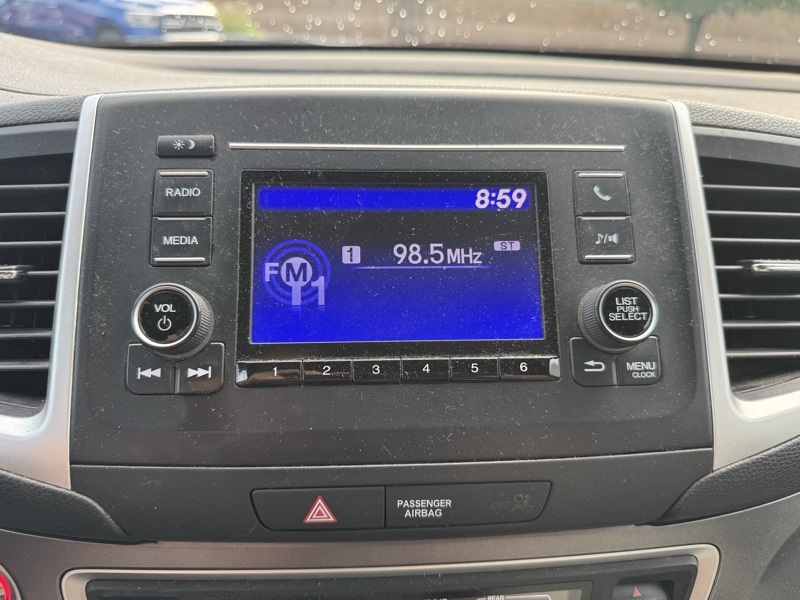 RADIO
MEDIA
VOL
8:59
FM1
1 98.5MHz ST
LIST
PUSH
SELECT
1 2 3 4 5 6
MENU
CLOCK
PASSENGER
AIRBAG
REAR